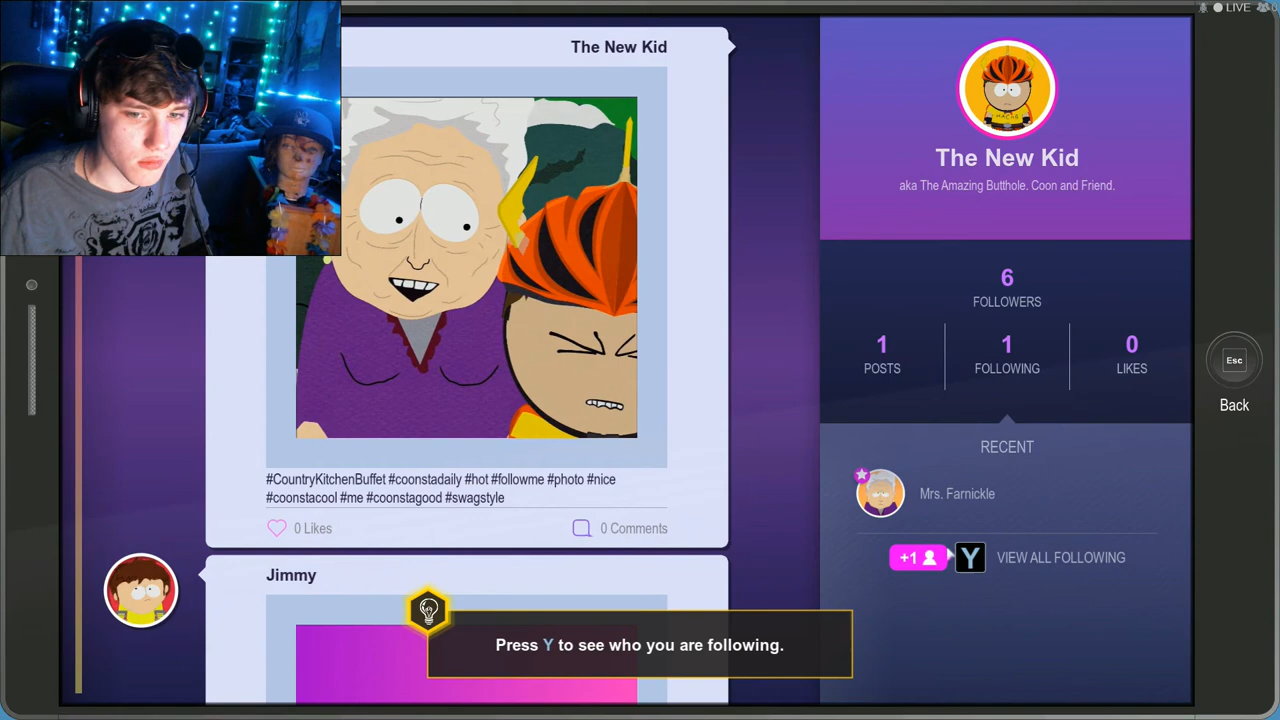 LIVE
The New Kid
#CountryKitchenBuffet #coonstadaily #hot #followme #photo #nice
#coonstacool #me #coonstagood #swagstyle
0 Likes
0 Comments
Jimmy
The New Kid
aka The Amazing Butthole. Coon and Friend.
6
FOLLOWERS
1
POSTS
1
FOLLOWING
0
LIKES
RECENT
Mrs. Farnickle
+1
Y
VIEW ALL FOLLOWING
Esc
Back
Press Y to see who you are following.